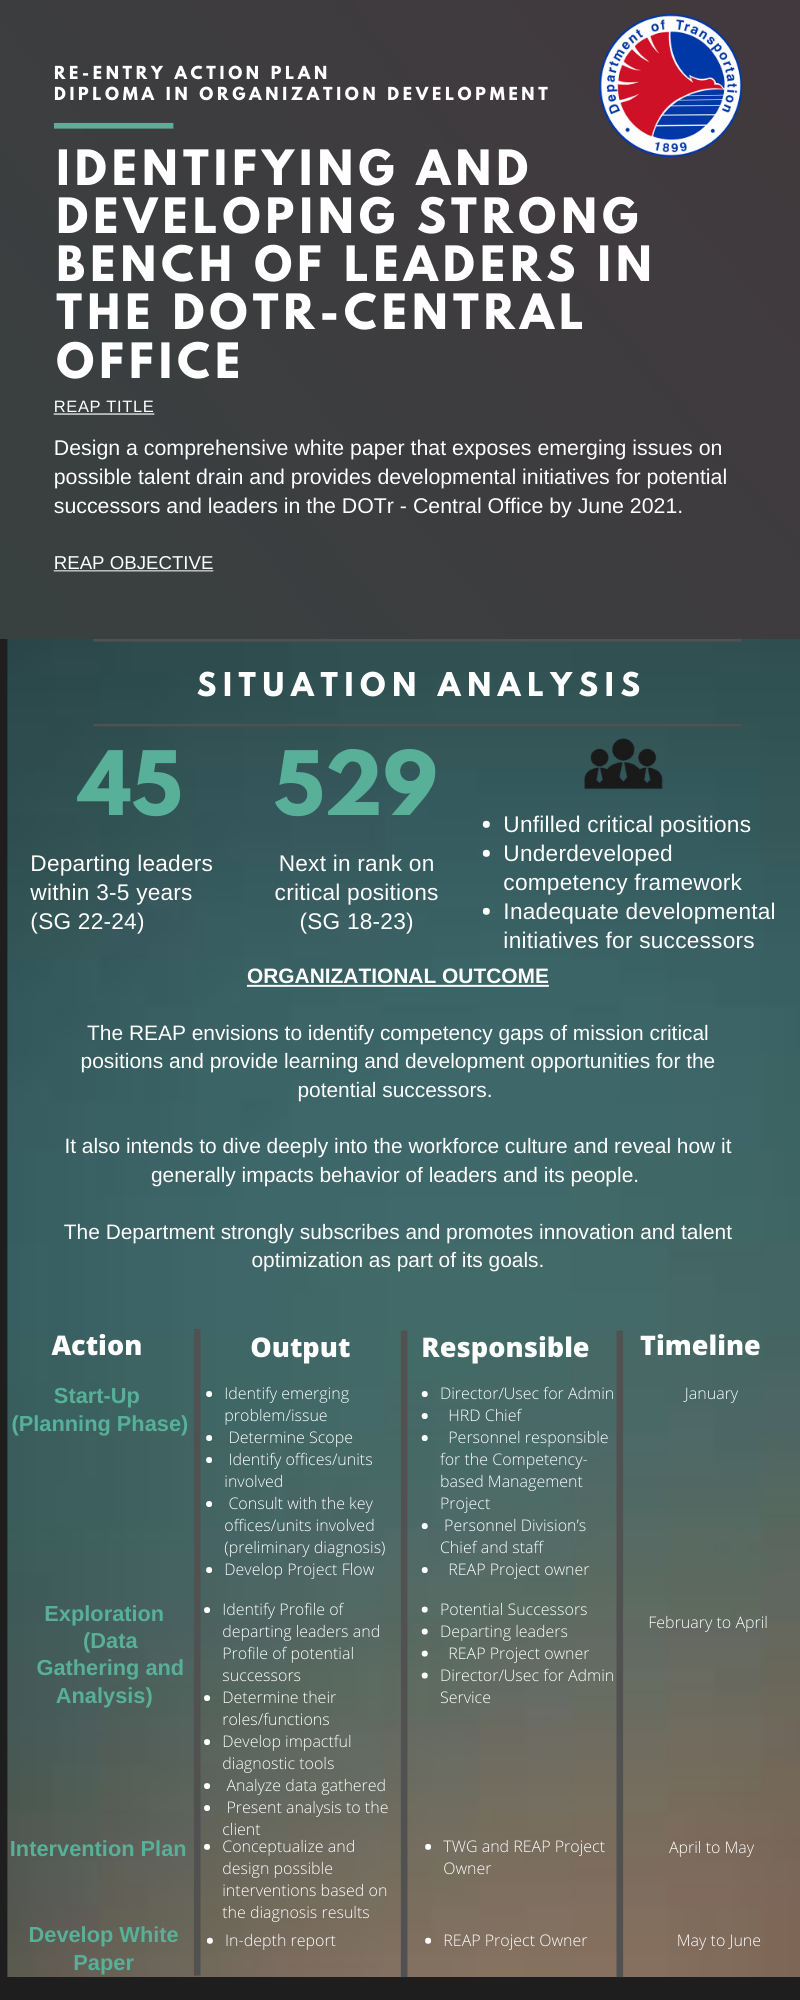 Department of Transportation
1899
RE-ENTRY ACTION PLAN
DIPLOMA IN ORGANIZATION DEVELOPMENT
IDENTIFYING AND
DEVELOPING STRONG
BENCH OF LEADERS IN
THE DOTR-CENTRAL
OFFICE
REAP TITLE
Design a comprehensive white paper that exposes emerging issues on
possible talent drain and provides developmental initiatives for potential
successors and leaders in the DOTr - Central Office by June 2021.
REAP OBJECTIVE
SITUATION ANALYSIS
45
Departing leaders
within 3-5 years
(SG 22-24)
529
Next in rank on
critical positions
(SG 18-23)
• Unfilled critical positions
• Underdeveloped
competency framework
• Inadequate developmental
initiatives for successors
ORGANIZATIONAL OUTCOME
The REAP envisions to identify competency gaps of mission critical
positions and provide learning and development opportunities for the
potential successors.
It also intends to dive deeply into the workforce culture and reveal how it
generally impacts behavior of leaders and its people.
The Department strongly subscribes and promotes innovation and talent
optimization as part of its goals.
Action
Output
Responsible
Timeline
Start-Up
(Planning Phase)
• Identify emerging
problem/issue
• Determine Scope
• Identify offices/units
involved
• Consult with the key
offices/units involved
(preliminary diagnosis)
• Develop Project Flow
• Director/Usec for Admin
• HRD Chief
• Personnel responsible
for the Competency-
based Management
Project
• Personnel Division's
Chief and staff
• REAP Project owner
January
Exploration
(Data
Gathering and
Analysis)
• Identify Profile of
departing leaders and
Profile of potential
successors
• Determine their
roles/functions
• Develop impactful
diagnostic tools
• Analyze data gathered
• Present analysis to the
client
• Potential Successors
• Departing leaders
• REAP Project owner
• Director/Usec for Admin
Service
February to April
Intervention Plan
• Conceptualize and
design possible
interventions based on
the diagnosis results
• TWG and REAP Project
Owner
April to May
Develop White
Paper
• In-depth report
• REAP Project Owner
May to June